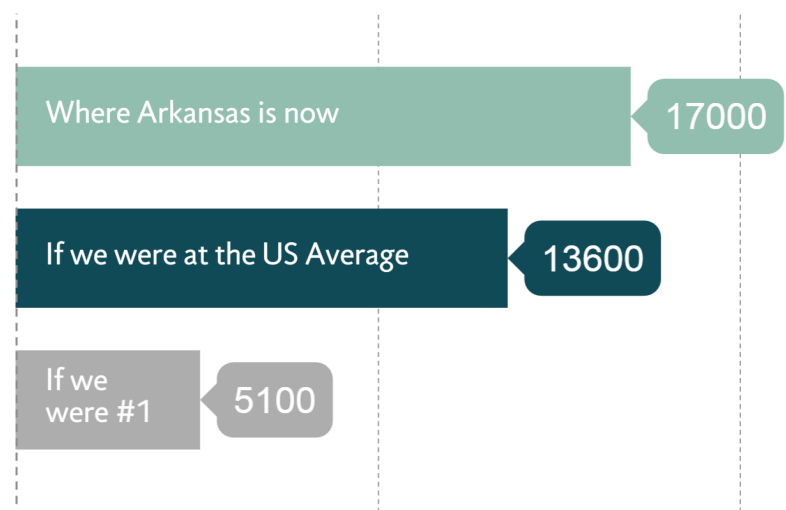 Where Arkansas is now
17000
If we were at the US Average
13600
If we
were #1
5100